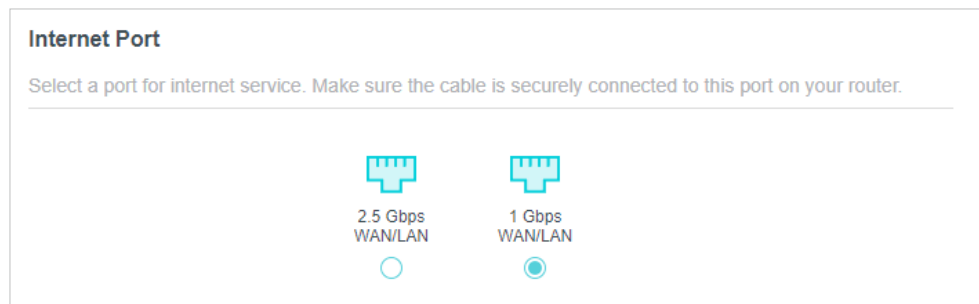 Internet Port
Select a port for internet service. Make sure the cable is securely connected to this port on your router.
2.5 Gbps
WAN/LAN
1 Gbps
WAN/LAN